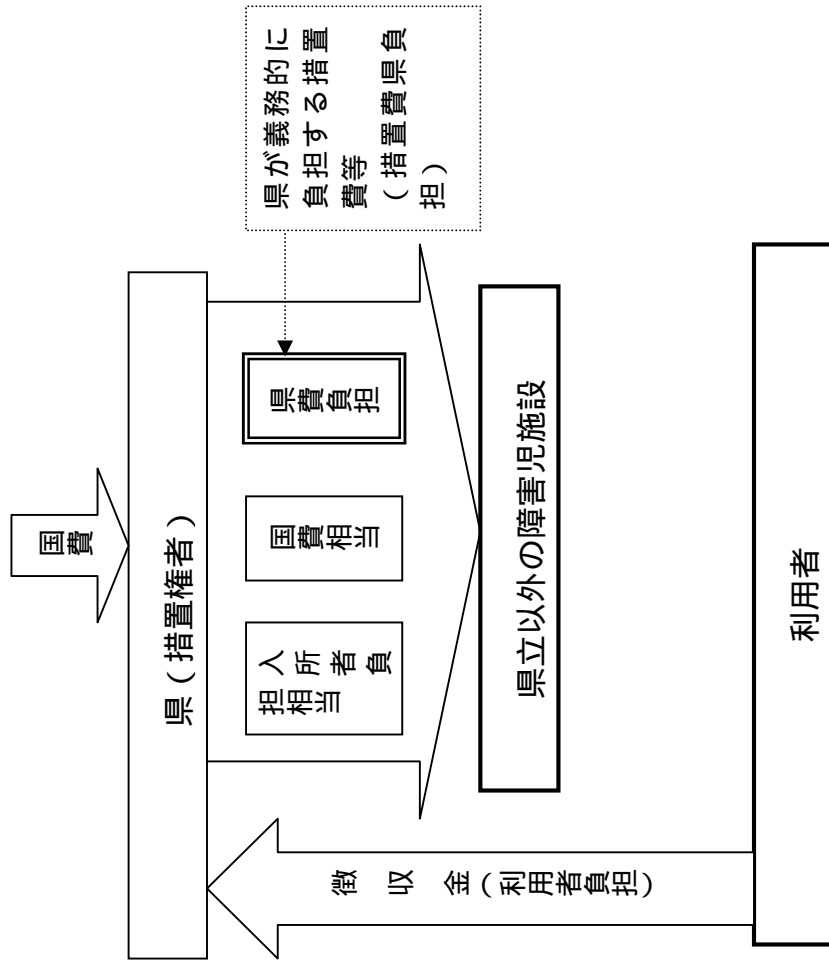 国費
県（措置権者）
入所者負
担相当
国費相当
県費負担
県が義務的に
負担する措置
費等
（措置費県負
担）
県立以外の障害児施設
徴収金（利用者負担）
利用者